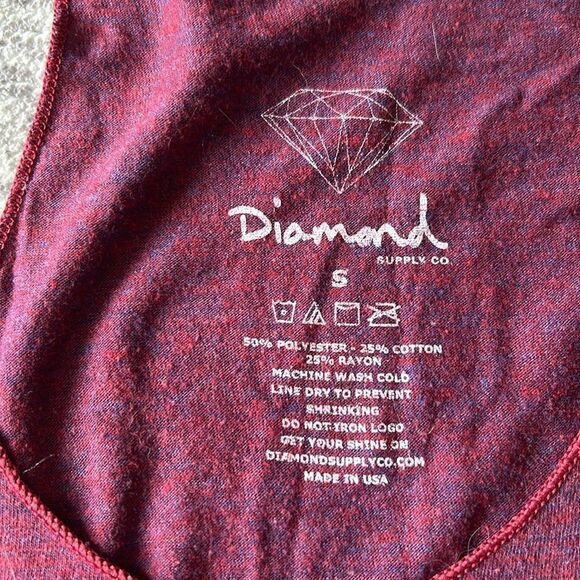 Diamond
SUPPLY CO.
S
50% POLYESTER - 25% COTTON
25% RAYON
MACHINE WASH COLD
LINE DRY TO PREVENT
SHRINKING
DO NOT IRON LOGO
GET YOUR SHINE ON
DIAMONDSUPPLYCO.COM
MADE IN USA